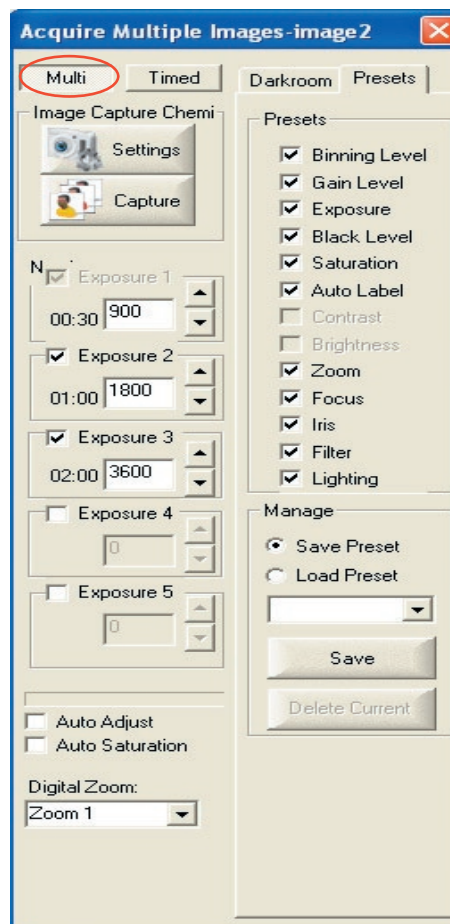 Acquire Multiple Images-image2
Multi
Timed
Image Capture Chemi
Settings
Capture
N
Exposure 1
00:30 900
Exposure 2
01:00 1800
Exposure 3
02:00 3600
Exposure 4
0
Exposure 5
0
Auto Adjust
Auto Saturation
Digital Zoom:
Zoom 1
Darkroom
Presets
Presets
Binning Level
Gain Level
Exposure
Black Level
Saturation
Auto Label
Contrast
Brightness
Zoom
Focus
Iris
Filter
Lighting
Manage
Save Preset
Load Preset
Save
Delete Current